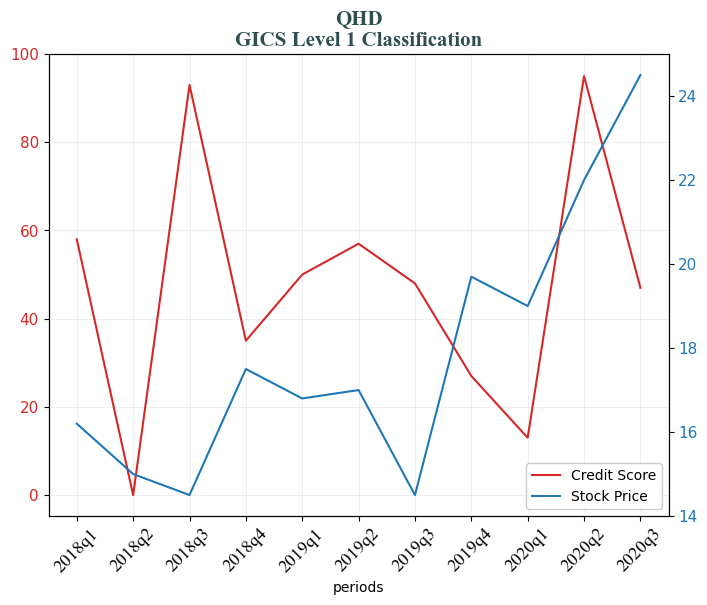 QHD
GICS Level 1 Classification
100
80
60
40
20
0
24
22
20
18
16
14
Credit Score
Stock Price
2018q1
2018q2
2018q3
2018q4
2019q1
2019q2
2019q3
2019q4
2020q1
2020q2
2020q3
periods